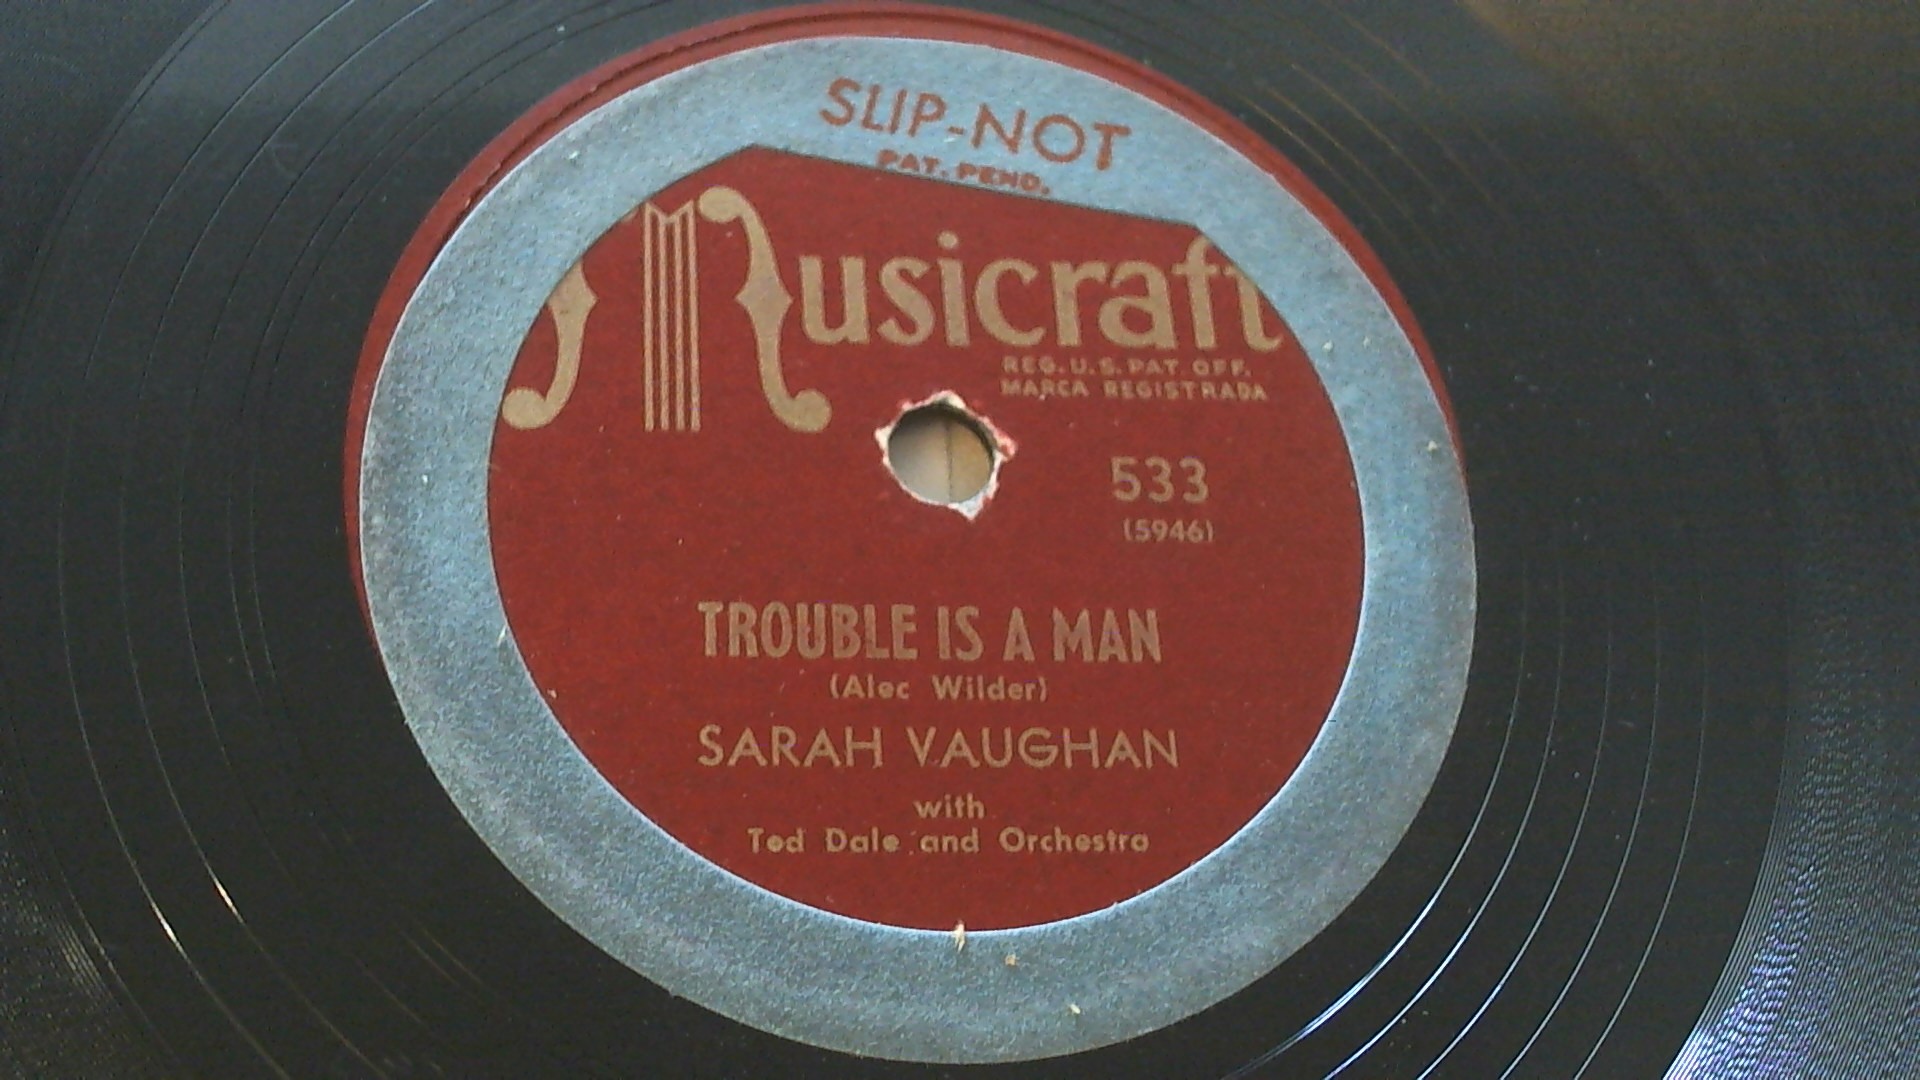 SLIP-NOT
PAT. PEND.
Musicraft
REG. U. S. PAT. OFF.
MARCA REGISTRADA
533
(5946)
TROUBLE IS A MAN
(Alec Wilder)
SARAH VAUGHAN
with
Ted Dale and Orchestra